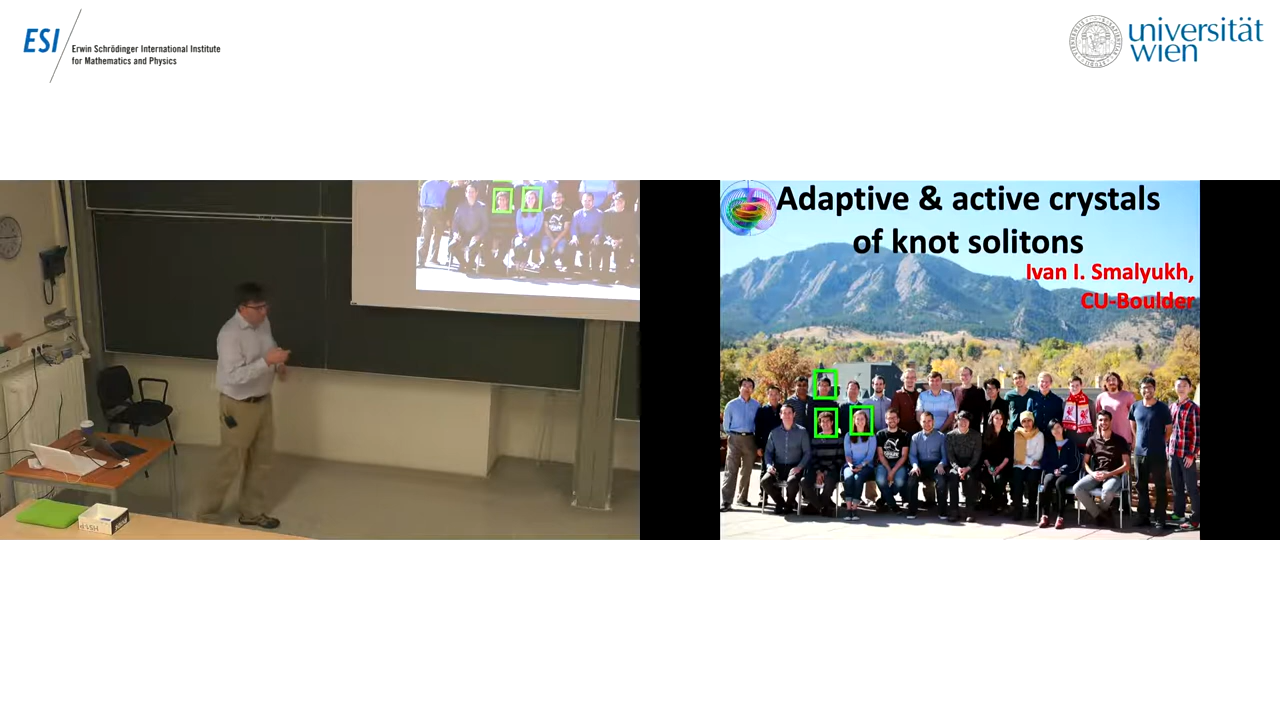 ESI
Erwin Schrödinger International Institute
for Mathematics and Physics
universität
wien
Adaptive & active crystals
of knot solitons
Ivan I. Smalyukh,
CU-Boulder